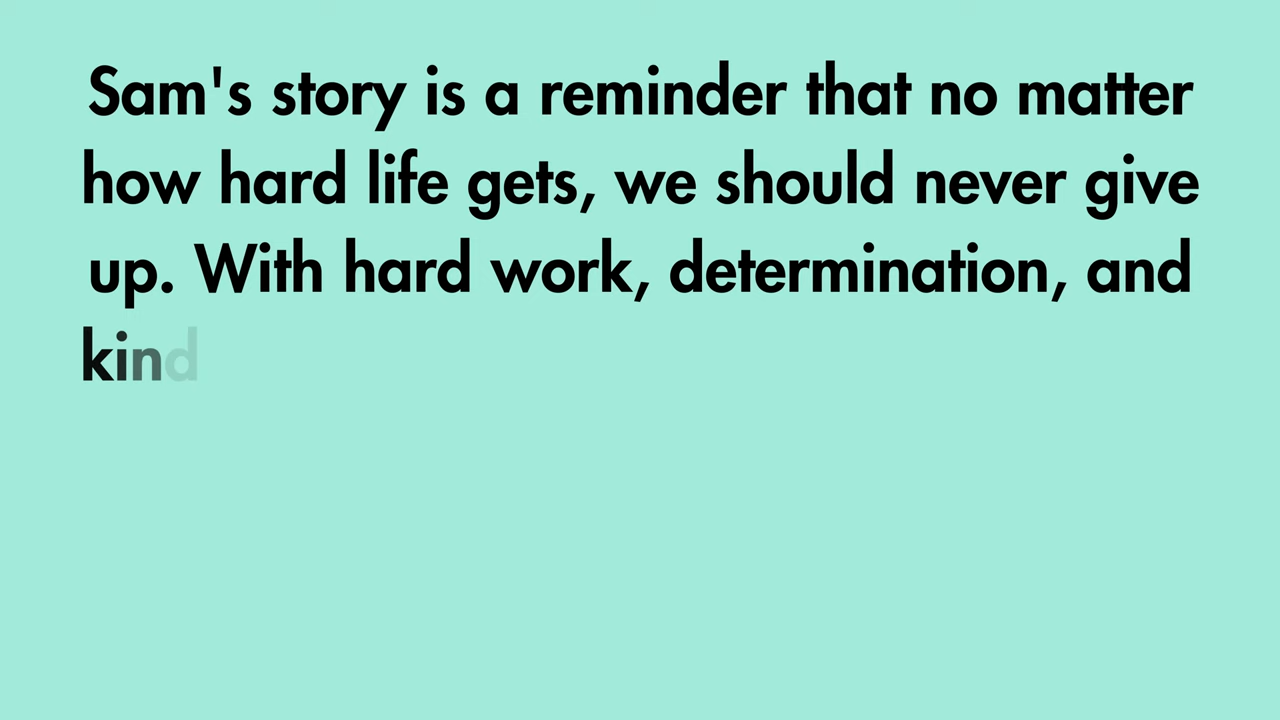 Sam's story is a reminder that no matter
how hard life gets, we should never give
up. With hard work, determination, and
kind